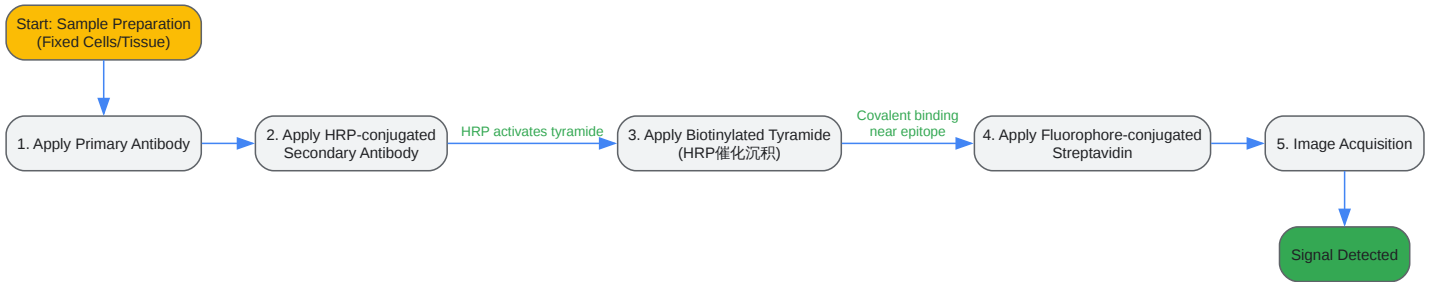 Start: Sample Preparation
(Fixed Cells/Tissue)
1. Apply Primary Antibody
2. Apply HRP-conjugated
Secondary Antibody
HRP activates tyramide
3. Apply Biotinylated Tyramide
(HRP催化沉积)
Covalent binding
near epitope
4. Apply Fluorophore-conjugated
Streptavidin
5. Image Acquisition
Signal Detected